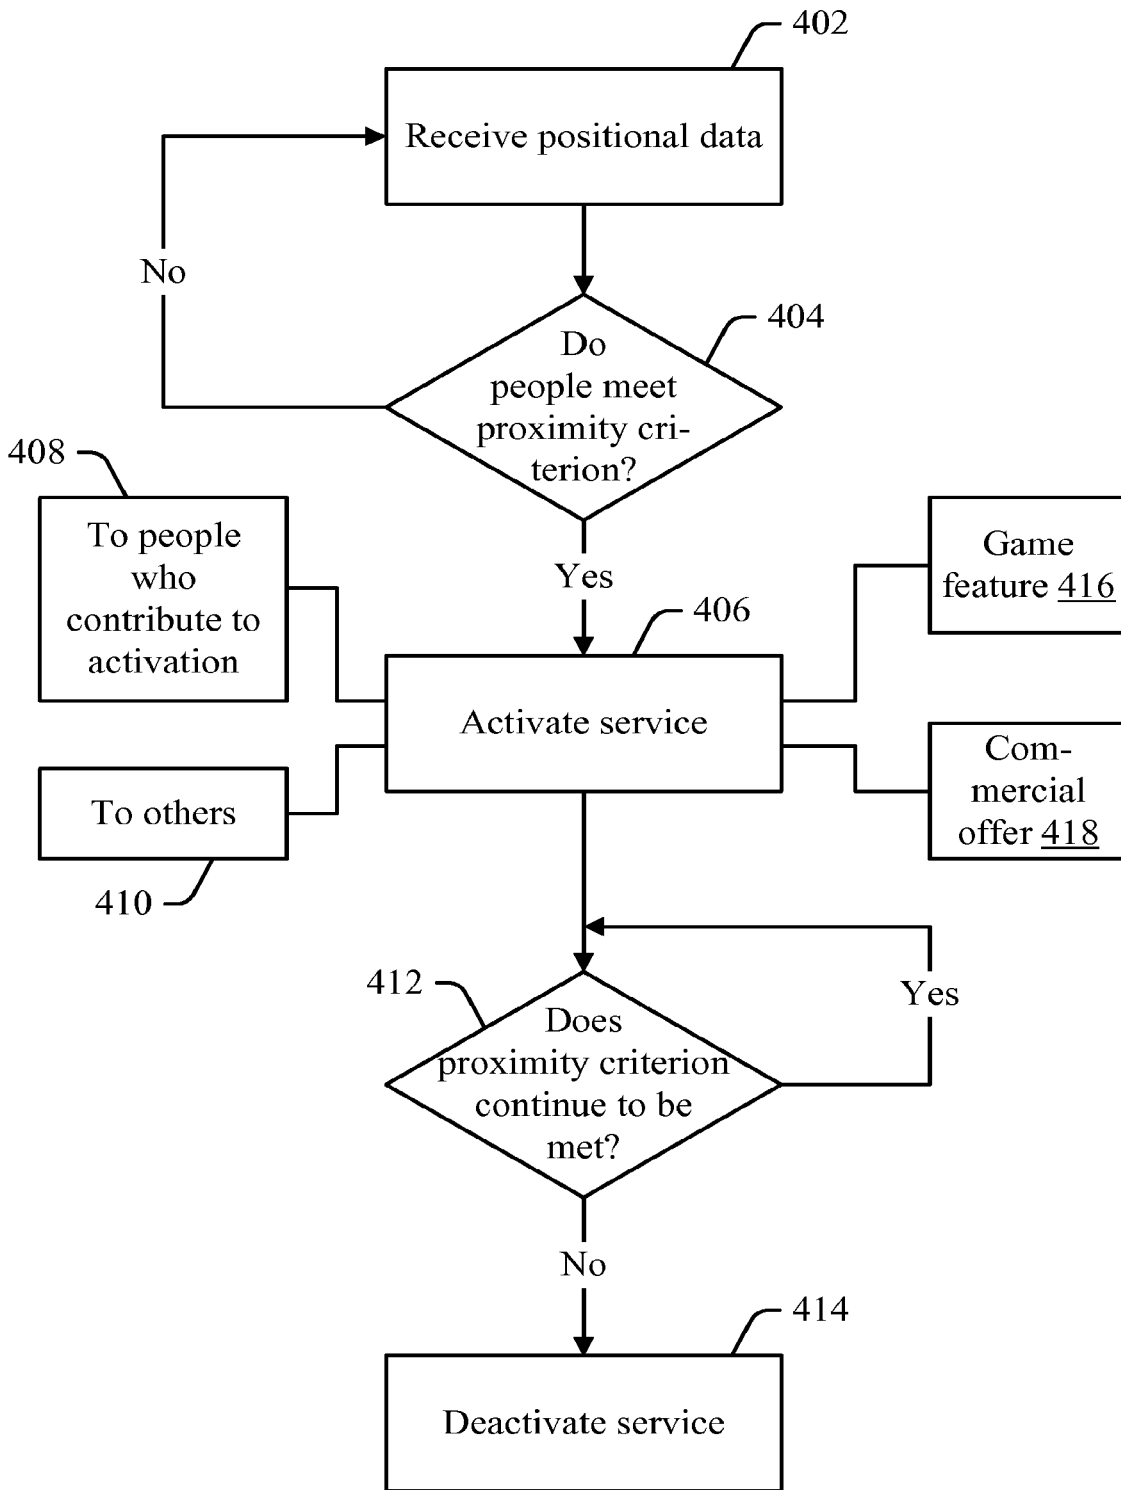 402
Receive positional data
No
404
Do
people meet
proximity cri-
terion?
408
To people
who
contribute to
activation
Game
feature 416
Yes
406
Activate service
Com-
mercial
offer 418
To others
410
412
Yes
Does
proximity criterion
continue to be
met?
No
414
Deactivate service